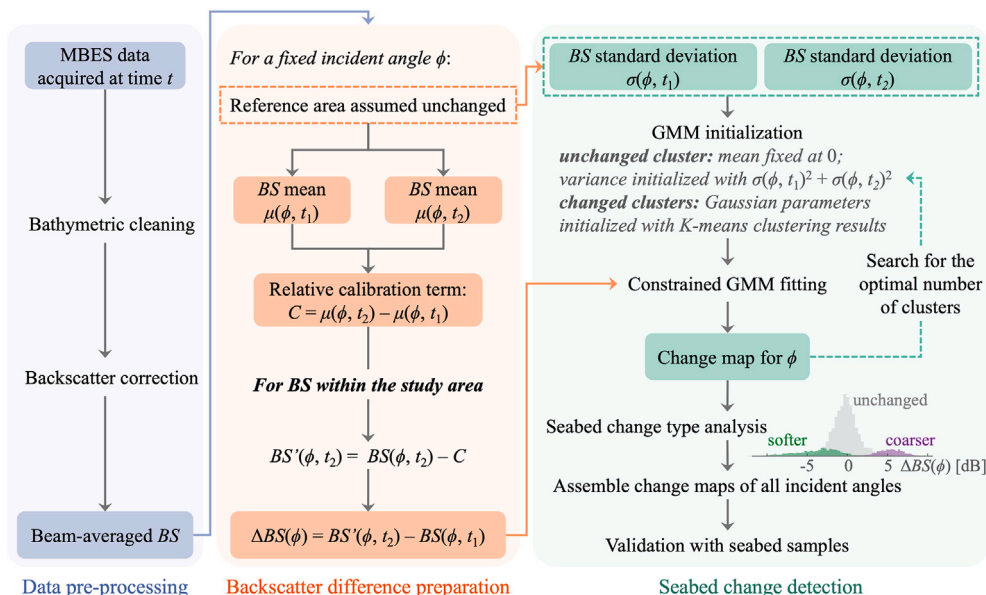 MBES data
acquired at time t
Bathymetric cleaning
Backscatter correction
Beam-averaged BS
Data pre-processing
For a fixed incident angle ϕ:
Reference area assumed unchanged
BS mean
μ(ϕ, t₁)
BS mean
μ(ϕ, t₂)
Relative calibration term:
C = μ(ϕ, t₂) – μ(ϕ, t₁)
For BS within the study area
BS’(ϕ, t₂) = BS(ϕ, t₂) – C
ΔBS(ϕ) = BS’(ϕ, t₂) – BS(ϕ, t₁)
Backscatter difference preparation
BS standard deviation
σ(ϕ, t₁)
BS standard deviation
σ(ϕ, t₂)
GMM initialization
unchanged cluster: mean fixed at 0;
variance initialized with σ(ϕ, t₁)² + σ(ϕ, t₂)²
changed clusters: Gaussian parameters
initialized with K-means clustering results
Search for the
optimal number
of clusters
Constrained GMM fitting
Change map for ϕ
Seabed change type analysis
unchanged
softer
coarser
-5 0 5 ΔBS(ϕ) [dB]
Assemble change maps of all incident angles
Validation with seabed samples
Seabed change detection